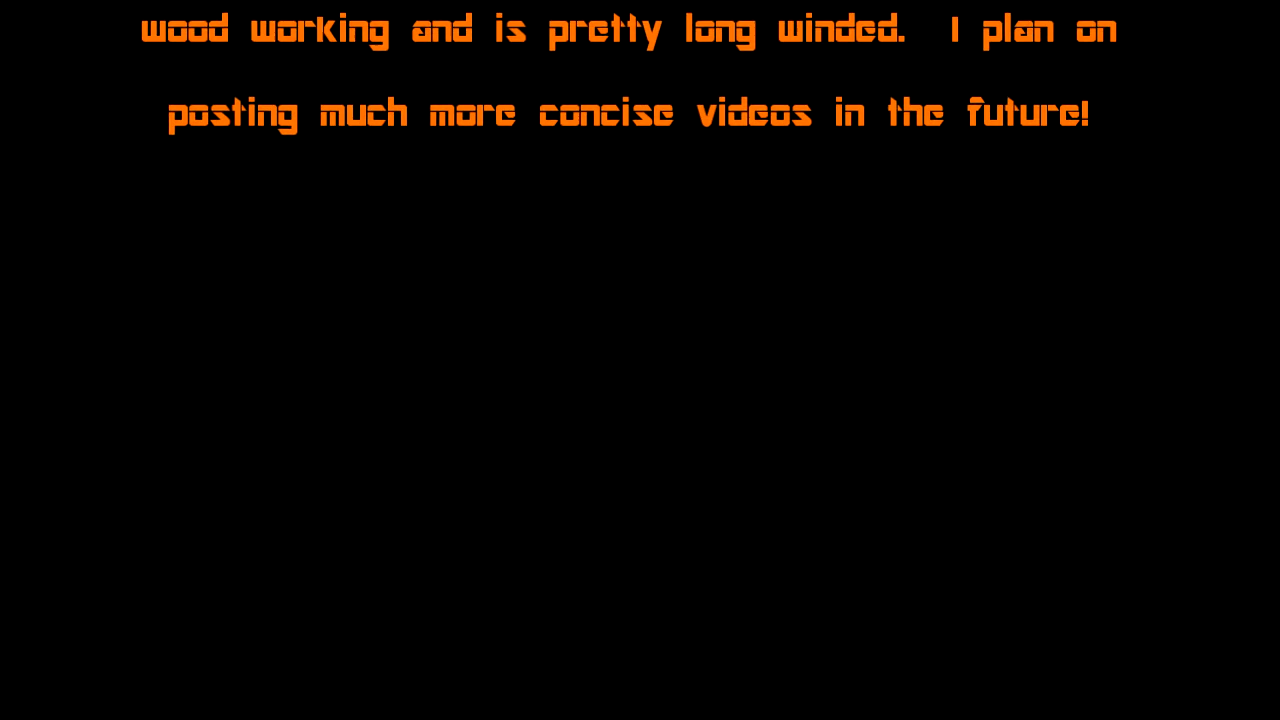 wood working and is pretty long winded.  I plan on
posting much more concise videos in the future!